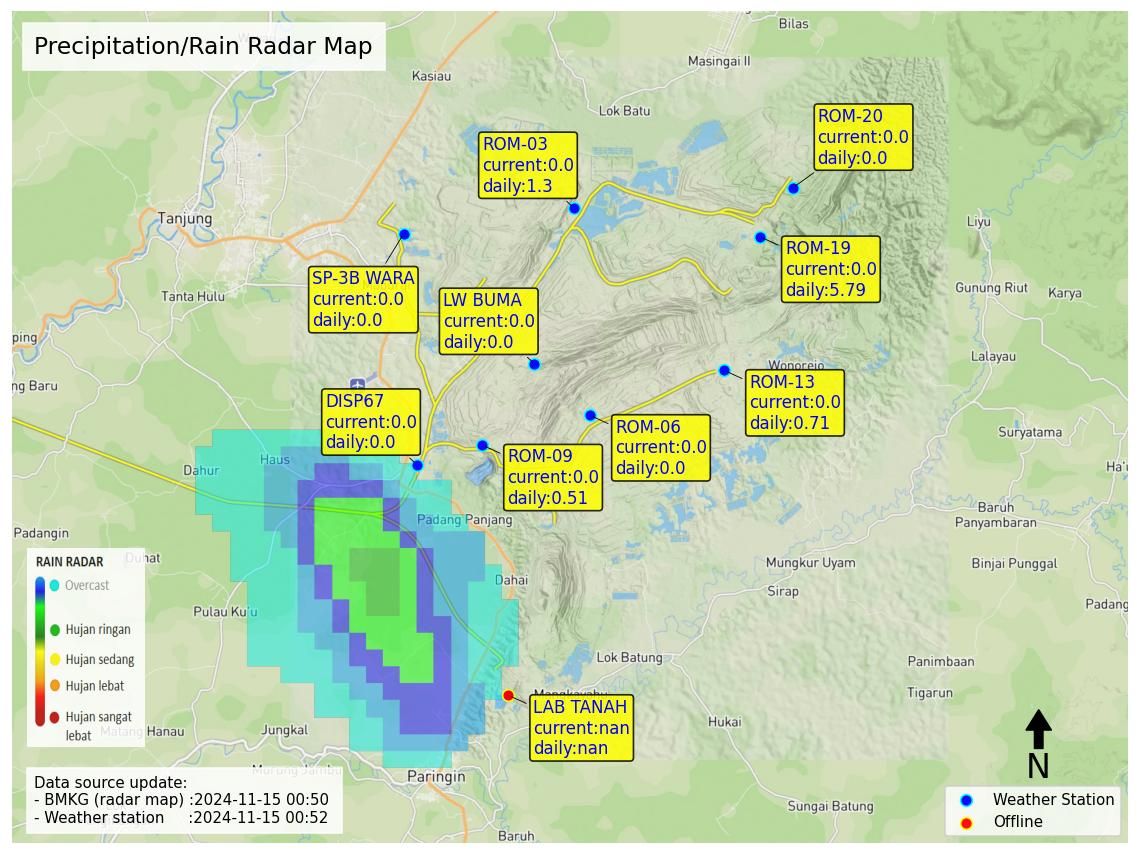 Precipitation/Rain Radar Map
Bilas
Masingai II
Kasiau
Lok Batu
ROM-20
current:0.0
daily:0.0
ROM-03
current:0.0
daily:1.3
Tanjung
Liyu
ROM-19
current:0.0
daily:5.79
SP-3B WARA
current:0.0
daily:0.0
Tanta Hulu
LW BUMA
current:0.0
daily:0.0
Gunung Riut
Karya
ping
Lalayau
ng Baru
Wonorejo
ROM-13
current:0.0
daily:0.71
DISP67
current:0.0
daily:0.0
ROM-06
current:0.0
daily:0.0
Suryatama
Haus
Dahur
ROM-09
current:0.0
daily:0.51
Ha'u
Baruh
Panyambaran
Padang Panjang
Padangin
Duhat
Mungkur Uyam
Binjai Punggal
RAIN RADAR
Overcast
Hujan ringan
Hujan sedang
Hujan lebat
Hujan sangat
lebat
Dahai
Sirap
Padang
Pulau Ku'u
Lok Batung
Panimbaan
Tigarun
Mangkayahu
LAB TANAH
current:nan
daily:nan
Hukai
Matang Hanau
Jungkal
Murung Jambu
Paringin
N
Data source update:
- BMKG (radar map) :2024-11-15 00:50
- Weather station :2024-11-15 00:52
Sungai Batung
Baruh
Weather Station
Offline